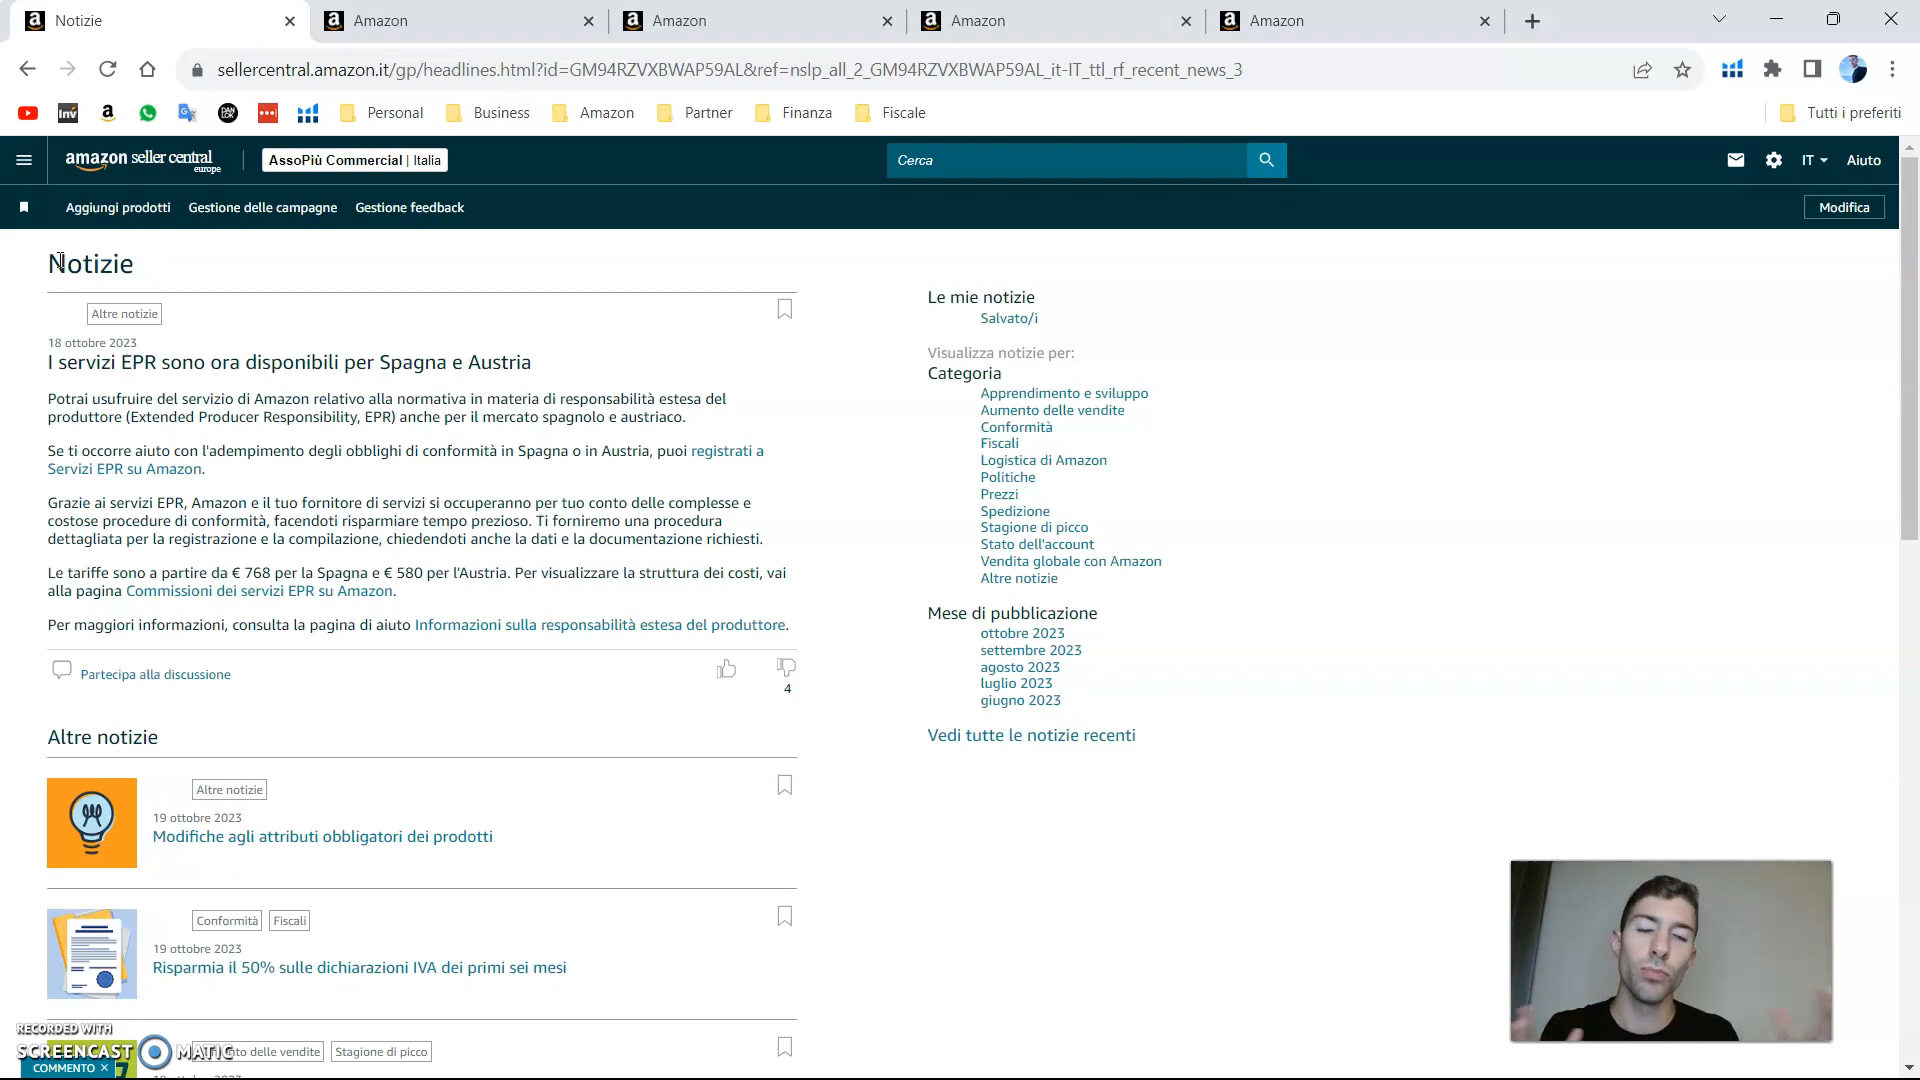 Notizie
Amazon
Amazon
Amazon
Amazon
sellercentral.amazon.it/gp/headlines.html?id=GM94RZVXBWAP59AL&ref=nslp_all_2_GM94RZVXBWAP59AL_it-IT_ttl_rf_recent_news_3
Inv
DAN LOK
Personal
Business
Amazon
Partner
Finanza
Fiscale
Tutti i preferiti
amazon seller central
europe
AssoPiù Commercial | Italia
Cerca
IT
Aiuto
Aggiungi prodotti
Gestione delle campagne
Gestione feedback
Modifica
Notizie
Altre notizie
18 ottobre 2023
I servizi EPR sono ora disponibili per Spagna e Austria
Potrai usufruire del servizio di Amazon relativo alla normativa in materia di responsabilità estesa del
produttore (Extended Producer Responsibility, EPR) anche per il mercato spagnolo e austriaco.
Se ti occorre aiuto con l'adempimento degli obblighi di conformità in Spagna o in Austria, puoi registrati a
Servizi EPR su Amazon.
Grazie ai servizi EPR, Amazon e il tuo fornitore di servizi si occuperanno per tuo conto delle complesse e
costose procedure di conformità, facendoti risparmiare tempo prezioso. Ti forniremo una procedura
dettagliata per la registrazione e la compilazione, chiedendoti anche la dati e la documentazione richiesti.
Le tariffe sono a partire da € 768 per la Spagna e € 580 per l'Austria. Per visualizzare la struttura dei costi, vai
alla pagina Commissioni dei servizi EPR su Amazon.
Per maggiori informazioni, consulta la pagina di aiuto Informazioni sulla responsabilità estesa del produttore.
Partecipa alla discussione
4
Altre notizie
Altre notizie
19 ottobre 2023
Modifiche agli attributi obbligatori dei prodotti
Conformità
Fiscali
19 ottobre 2023
Risparmia il 50% sulle dichiarazioni IVA dei primi sei mesi
delle vendite
Stagione di picco
Le mie notizie
Salvato/i
Visualizza notizie per:
Categoria
Apprendimento e sviluppo
Aumento delle vendite
Conformità
Fiscali
Logistica di Amazon
Politiche
Prezzi
Spedizione
Stagione di picco
Stato dell'account
Vendita globale con Amazon
Altre notizie
Mese di pubblicazione
ottobre 2023
settembre 2023
agosto 2023
luglio 2023
giugno 2023
Vedi tutte le notizie recenti
RECORDED WITH
SCREENCAST MATIC
COMMENTO